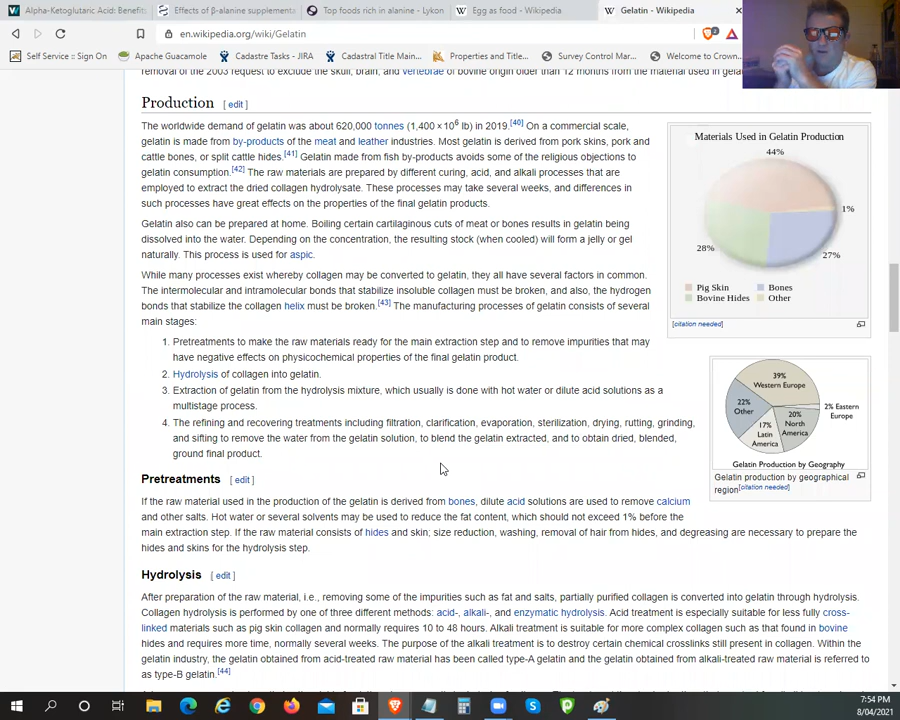 Alpha-Ketoglutaric Acid: Benefit:
Effects of β-alanine supplementa
Top foods rich in alanine - Lykon
Egg as food - Wikipedia
Gelatin - Wikipedia
en.wikipedia.org/wiki/Gelatin
Self Service :: Sign On
Apache Guacamole
Cadastre Tasks - JIRA
Cadastral Title Main...
Properties and Title...
Survey Control Mar...
Welcome to Crown...
removal of the 2003 request to exclude the skull, brain, and vertebrae of bovine origin older than 12 months from the material used in gelat
Production [ edit ]
The worldwide demand of gelatin was about 620,000 tonnes (1,400×10⁶ lb) in 2019.[40] On a commercial scale,
gelatin is made from by-products of the meat and leather industries. Most gelatin is derived from pork skins, pork and
cattle bones, or split cattle hides.[41] Gelatin made from fish by-products avoids some of the religious objections to
gelatin consumption.[42] The raw materials are prepared by different curing, acid, and alkali processes that are
employed to extract the dried collagen hydrolysate. These processes may take several weeks, and differences in
such processes have great effects on the properties of the final gelatin products.
Gelatin also can be prepared at home. Boiling certain cartilaginous cuts of meat or bones results in gelatin being
dissolved into the water. Depending on the concentration, the resulting stock (when cooled) will form a jelly or gel
naturally. This process is used for aspic.
While many processes exist whereby collagen may be converted to gelatin, they all have several factors in common.
The intermolecular and intramolecular bonds that stabilize insoluble collagen must be broken, and also, the hydrogen
bonds that stabilize the collagen helix must be broken.[43] The manufacturing processes of gelatin consists of several
main stages:
1. Pretreatments to make the raw materials ready for the main extraction step and to remove impurities that may
have negative effects on physicochemical properties of the final gelatin product.
2. Hydrolysis of collagen into gelatin.
3. Extraction of gelatin from the hydrolysis mixture, which usually is done with hot water or dilute acid solutions as a
multistage process.
4. The refining and recovering treatments including filtration, clarification, evaporation, sterilization, drying, rutting, grinding,
and sifting to remove the water from the gelatin solution, to blend the gelatin extracted, and to obtain dried, blended,
ground final product.
Materials Used in Gelatin Production
44%
1%
28%
27%
Pig Skin
Bones
Bovine Hides
Other
[citation needed]
39%
Western Europe
22%
Other
2% Eastern
Europe
20%
North
America
17%
Latin
America
Gelatin Production by Geography
Gelatin production by geographical
region[citation needed]
Pretreatments [ edit ]
If the raw material used in the production of the gelatin is derived from bones, dilute acid solutions are used to remove calcium
and other salts. Hot water or several solvents may be used to reduce the fat content, which should not exceed 1% before the
main extraction step. If the raw material consists of hides and skin; size reduction, washing, removal of hair from hides, and degreasing are necessary to prepare the
hides and skins for the hydrolysis step.
Hydrolysis [ edit ]
After preparation of the raw material, i.e., removing some of the impurities such as fat and salts, partially purified collagen is converted into gelatin through hydrolysis.
Collagen hydrolysis is performed by one of three different methods: acid-, alkali-, and enzymatic hydrolysis. Acid treatment is especially suitable for less fully cross-
linked materials such as pig skin collagen and normally requires 10 to 48 hours. Alkali treatment is suitable for more complex collagen such as that found in bovine
hides and requires more time, normally several weeks. The purpose of the alkali treatment is to destroy certain chemical crosslinks still present in collagen. Within the
gelatin industry, the gelatin obtained from acid-treated raw material has been called type-A gelatin and the gelatin obtained from alkali-treated raw material is referred to
as type-B gelatin.[44]
7:54 PM
8/04/2021